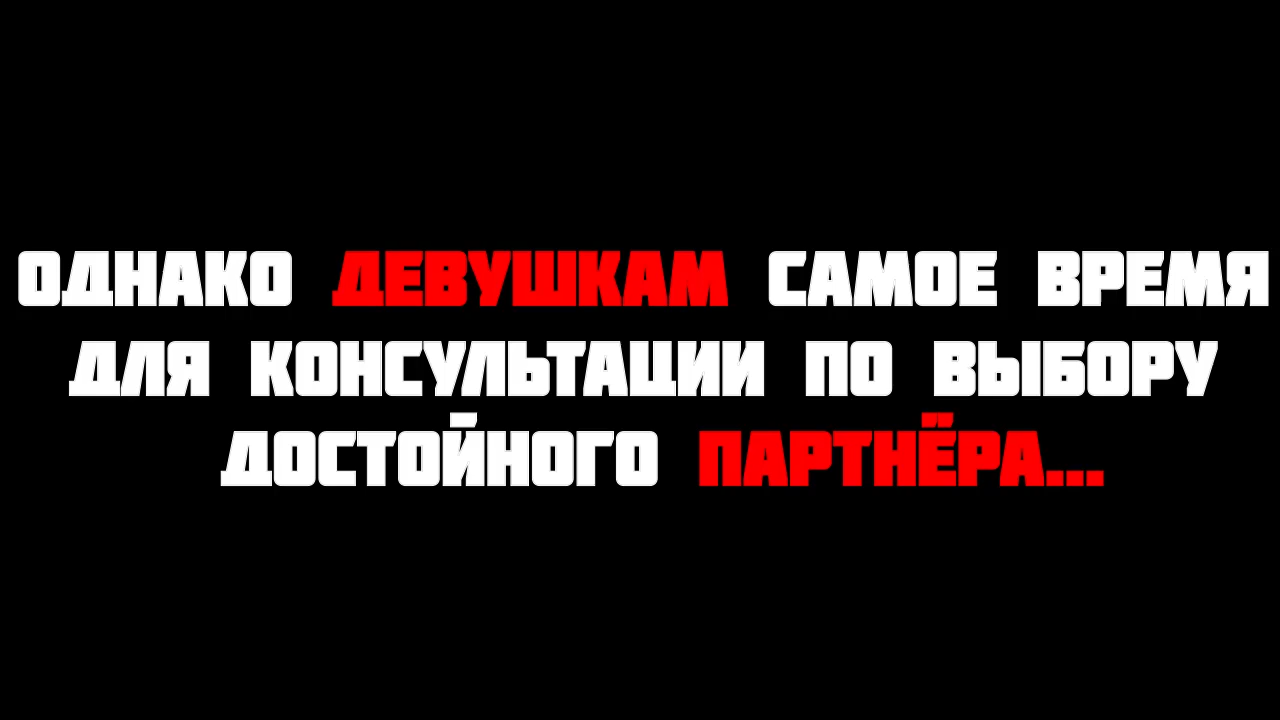 ОДНАКО ДЕВУШКАМ САМОЕ ВРЕМЯ
ДЛЯ КОНСУЛЬТАЦИИ ПО ВЫБОРУ
ДОСТОЙНОГО ПАРТНЁРА...